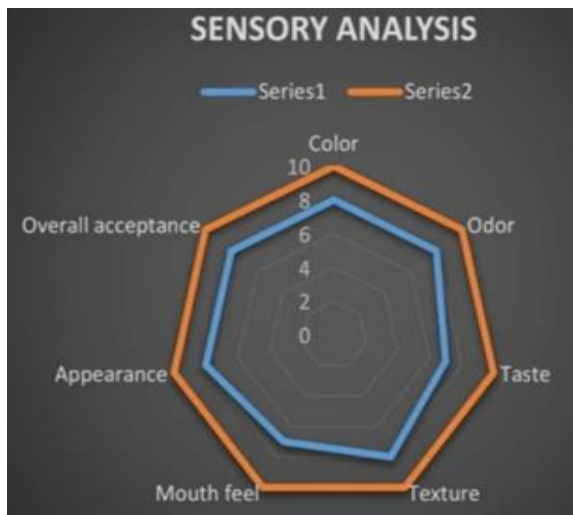 SENSORY ANALYSIS
Series1 Series2
Color
10
8
6
4
2
0
Odor
Taste
Texture
Mouth feel
Appearance
Overall acceptance